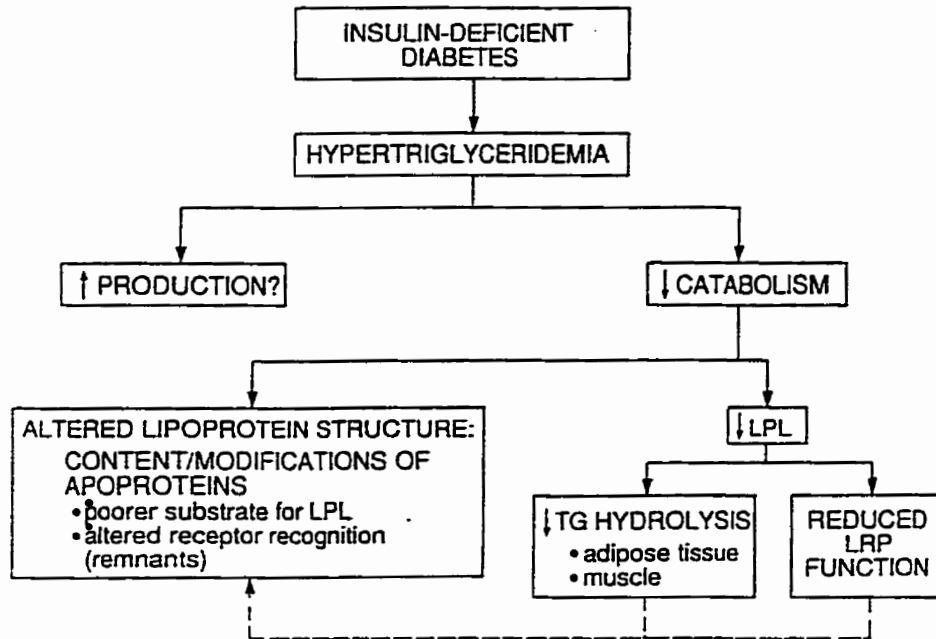 INSULIN-DEFICIENT
DIABETES
HYPERTRIGLYCERIDEMIA
↑ PRODUCTION?
↓ CATABOLISM
ALTERED LIPOPROTEIN STRUCTURE:
CONTENT/MODIFICATIONS OF
APOPROTEINS
• poorer substrate for LPL
• altered receptor recognition
(remnants)
↓ LPL
↓ TG HYDROLYSIS
• adipose tissue
• muscle
REDUCED
LRP
FUNCTION